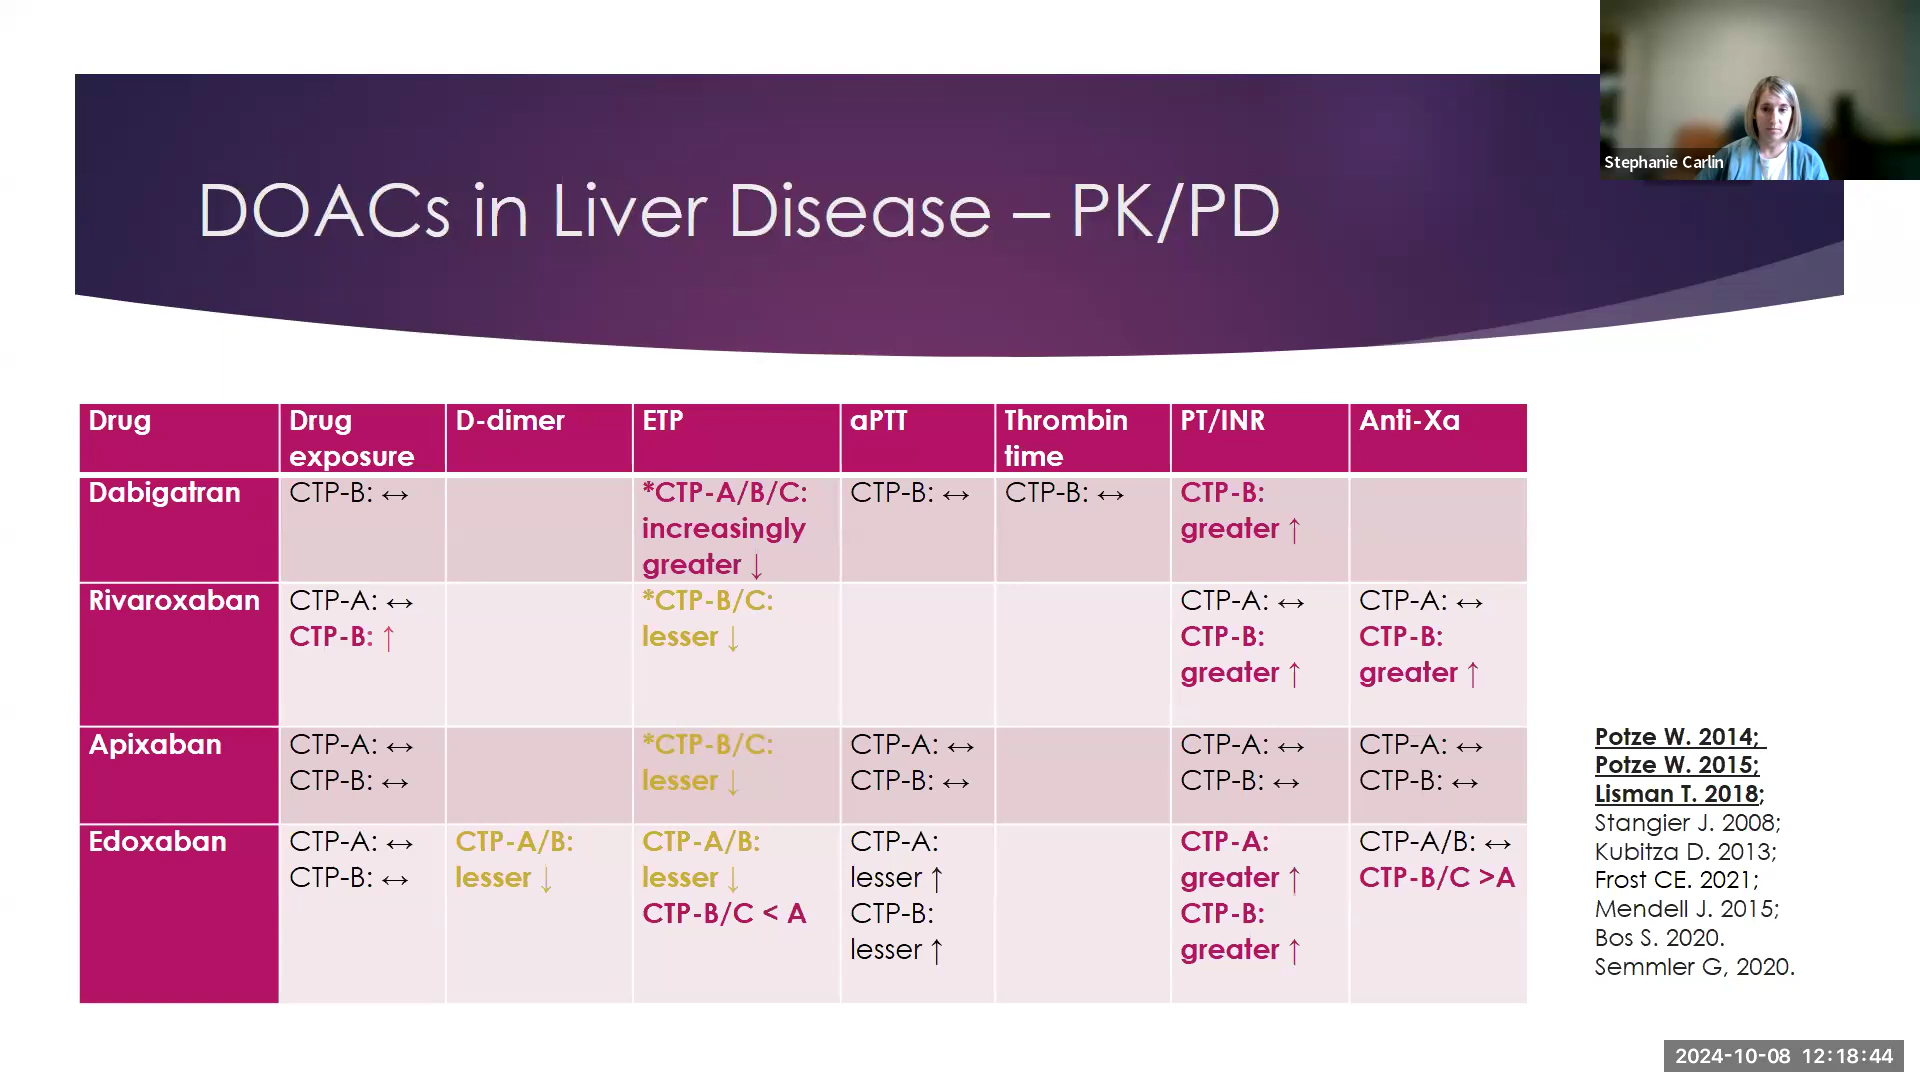 Stephanie Carlin
DOACs in Liver Disease – PK/PD
Drug
Drug
exposure
D-dimer
ETP
aPTT
Thrombin
time
PT/INR
Anti-Xa
Dabigatran
CTP-B: ↔
*CTP-A/B/C:
increasingly
greater ↓
CTP-B: ↔
CTP-B: ↔
CTP-B:
greater ↑
Rivaroxaban
CTP-A: ↔
CTP-B: ↑
*CTP-B/C:
lesser ↓
CTP-A: ↔
CTP-B:
greater ↑
CTP-A: ↔
CTP-B:
greater ↑
Apixaban
CTP-A: ↔
CTP-B: ↔
*CTP-B/C:
lesser ↓
CTP-A: ↔
CTP-B: ↔
CTP-A: ↔
CTP-B: ↔
CTP-A: ↔
CTP-B: ↔
Edoxaban
CTP-A: ↔
CTP-B: ↔
CTP-A/B:
lesser ↓
CTP-A/B:
lesser ↓
CTP-B/C < A
CTP-A:
lesser ↑
CTP-B:
lesser ↑
CTP-A:
greater ↑
CTP-B:
greater ↑
CTP-A/B: ↔
CTP-B/C >A
Potze W. 2014;
Potze W. 2015;
Lisman T. 2018;
Stangier J. 2008;
Kubitza D. 2013;
Frost CE. 2021;
Mendell J. 2015;
Bos S. 2020.
Semmler G, 2020.
2024-10-08 12:18:44